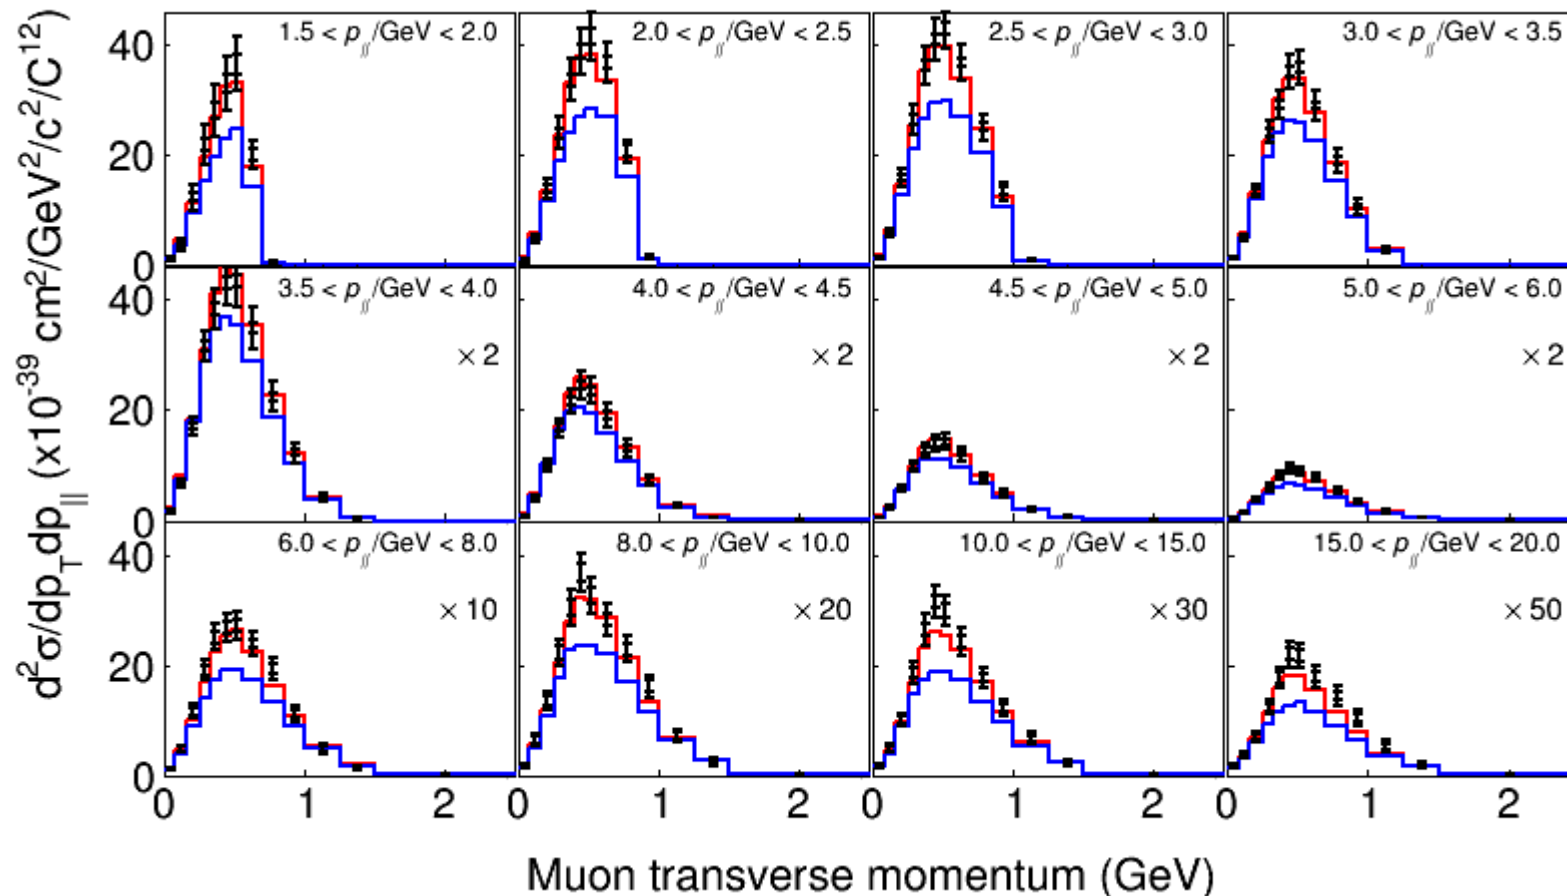 d²σ/dp_T dp_|| (x10⁻³⁹ cm²/GeV²/c²/C¹²)
40
20
0
1.5 < p_// /GeV < 2.0
2.0 < p_// /GeV < 2.5
2.5 < p_// /GeV < 3.0
3.0 < p_// /GeV < 3.5
40
20
0
3.5 < p_// /GeV < 4.0
× 2
4.0 < p_// /GeV < 4.5
× 2
4.5 < p_// /GeV < 5.0
× 2
5.0 < p_// /GeV < 6.0
× 2
40
20
0
6.0 < p_// /GeV < 8.0
× 10
8.0 < p_// /GeV < 10.0
× 20
10.0 < p_// /GeV < 15.0
× 30
15.0 < p_// /GeV < 20.0
× 50
0 1 2 0 1 2 0 1 2 0 1 2
Muon transverse momentum (GeV)